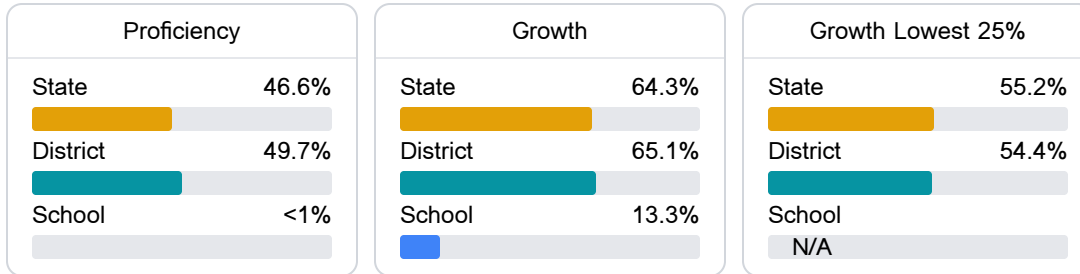 Proficiency
State 46.6%
District 49.7%
School <1%
Growth
State 64.3%
District 65.1%
School 13.3%
Growth Lowest 25%
State 55.2%
District 54.4%
School
N/A